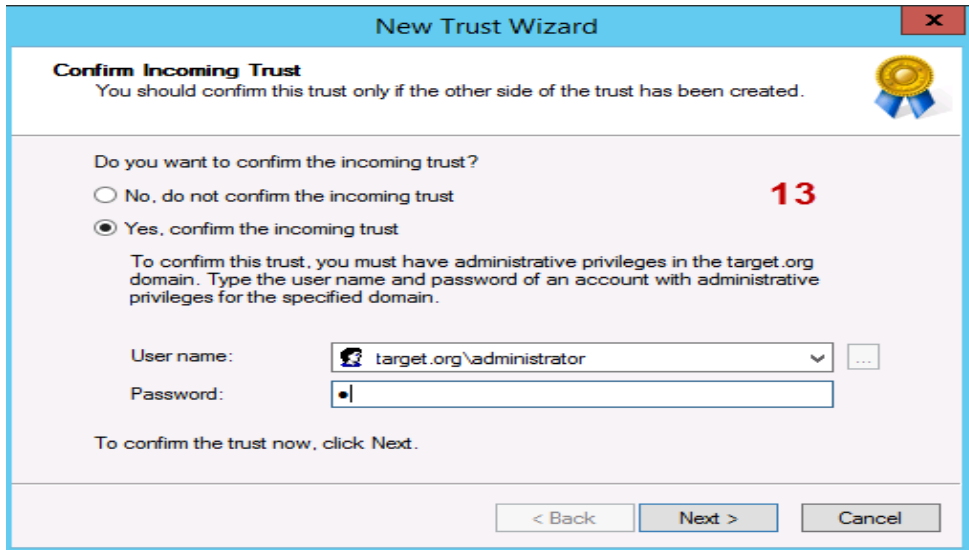 New Trust Wizard
x
Confirm Incoming Trust
You should confirm this trust only if the other side of the trust has been created.
Do you want to confirm the incoming trust?
No, do not confirm the incoming trust
13
Yes, confirm the incoming trust
To confirm this trust, you must have administrative privileges in the target.org
domain. Type the user name and password of an account with administrative
privileges for the specified domain.
User name: target.org\administrator ...
Password: ●
To confirm the trust now, click Next.
< Back Next > Cancel